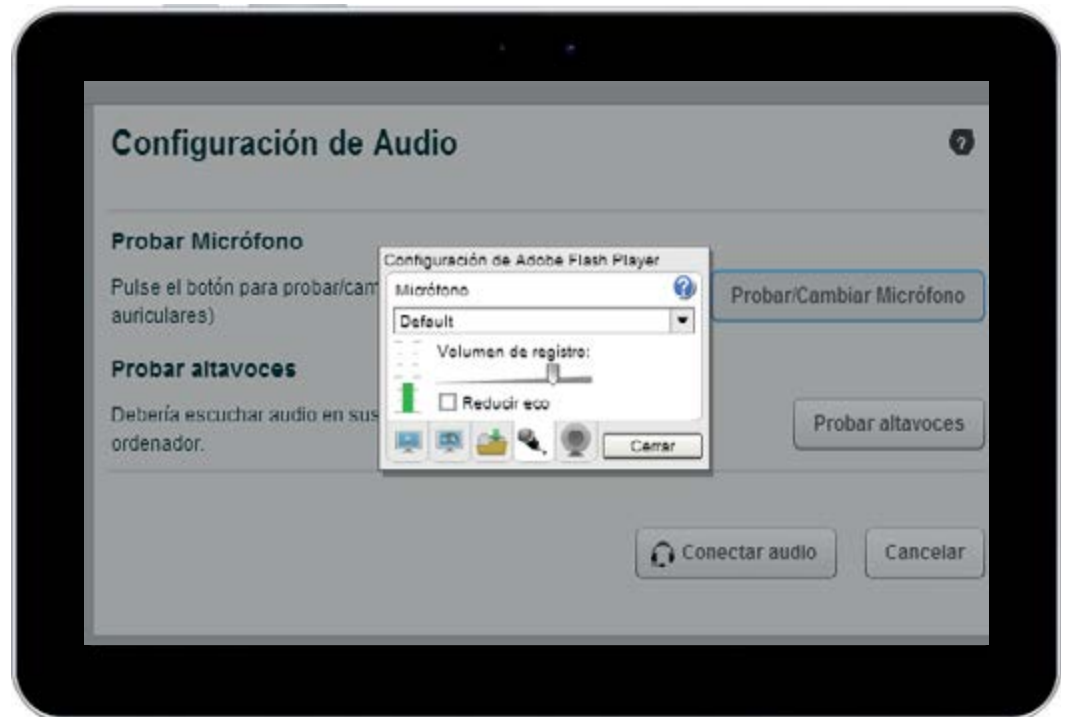 Configuración de Audio
Probar Micrófono
Pulse el botón para probar/cam
auriculares)
Probar/Cambiar Micrófono
Configuración de Adobe Flash Player
Micrófono
Default
Volumen de registro:
Reducir eco
Cerrar
Probar altavoces
Debería escuchar audio en sus
ordenador.
Probar altavoces
Conectar audio
Cancelar